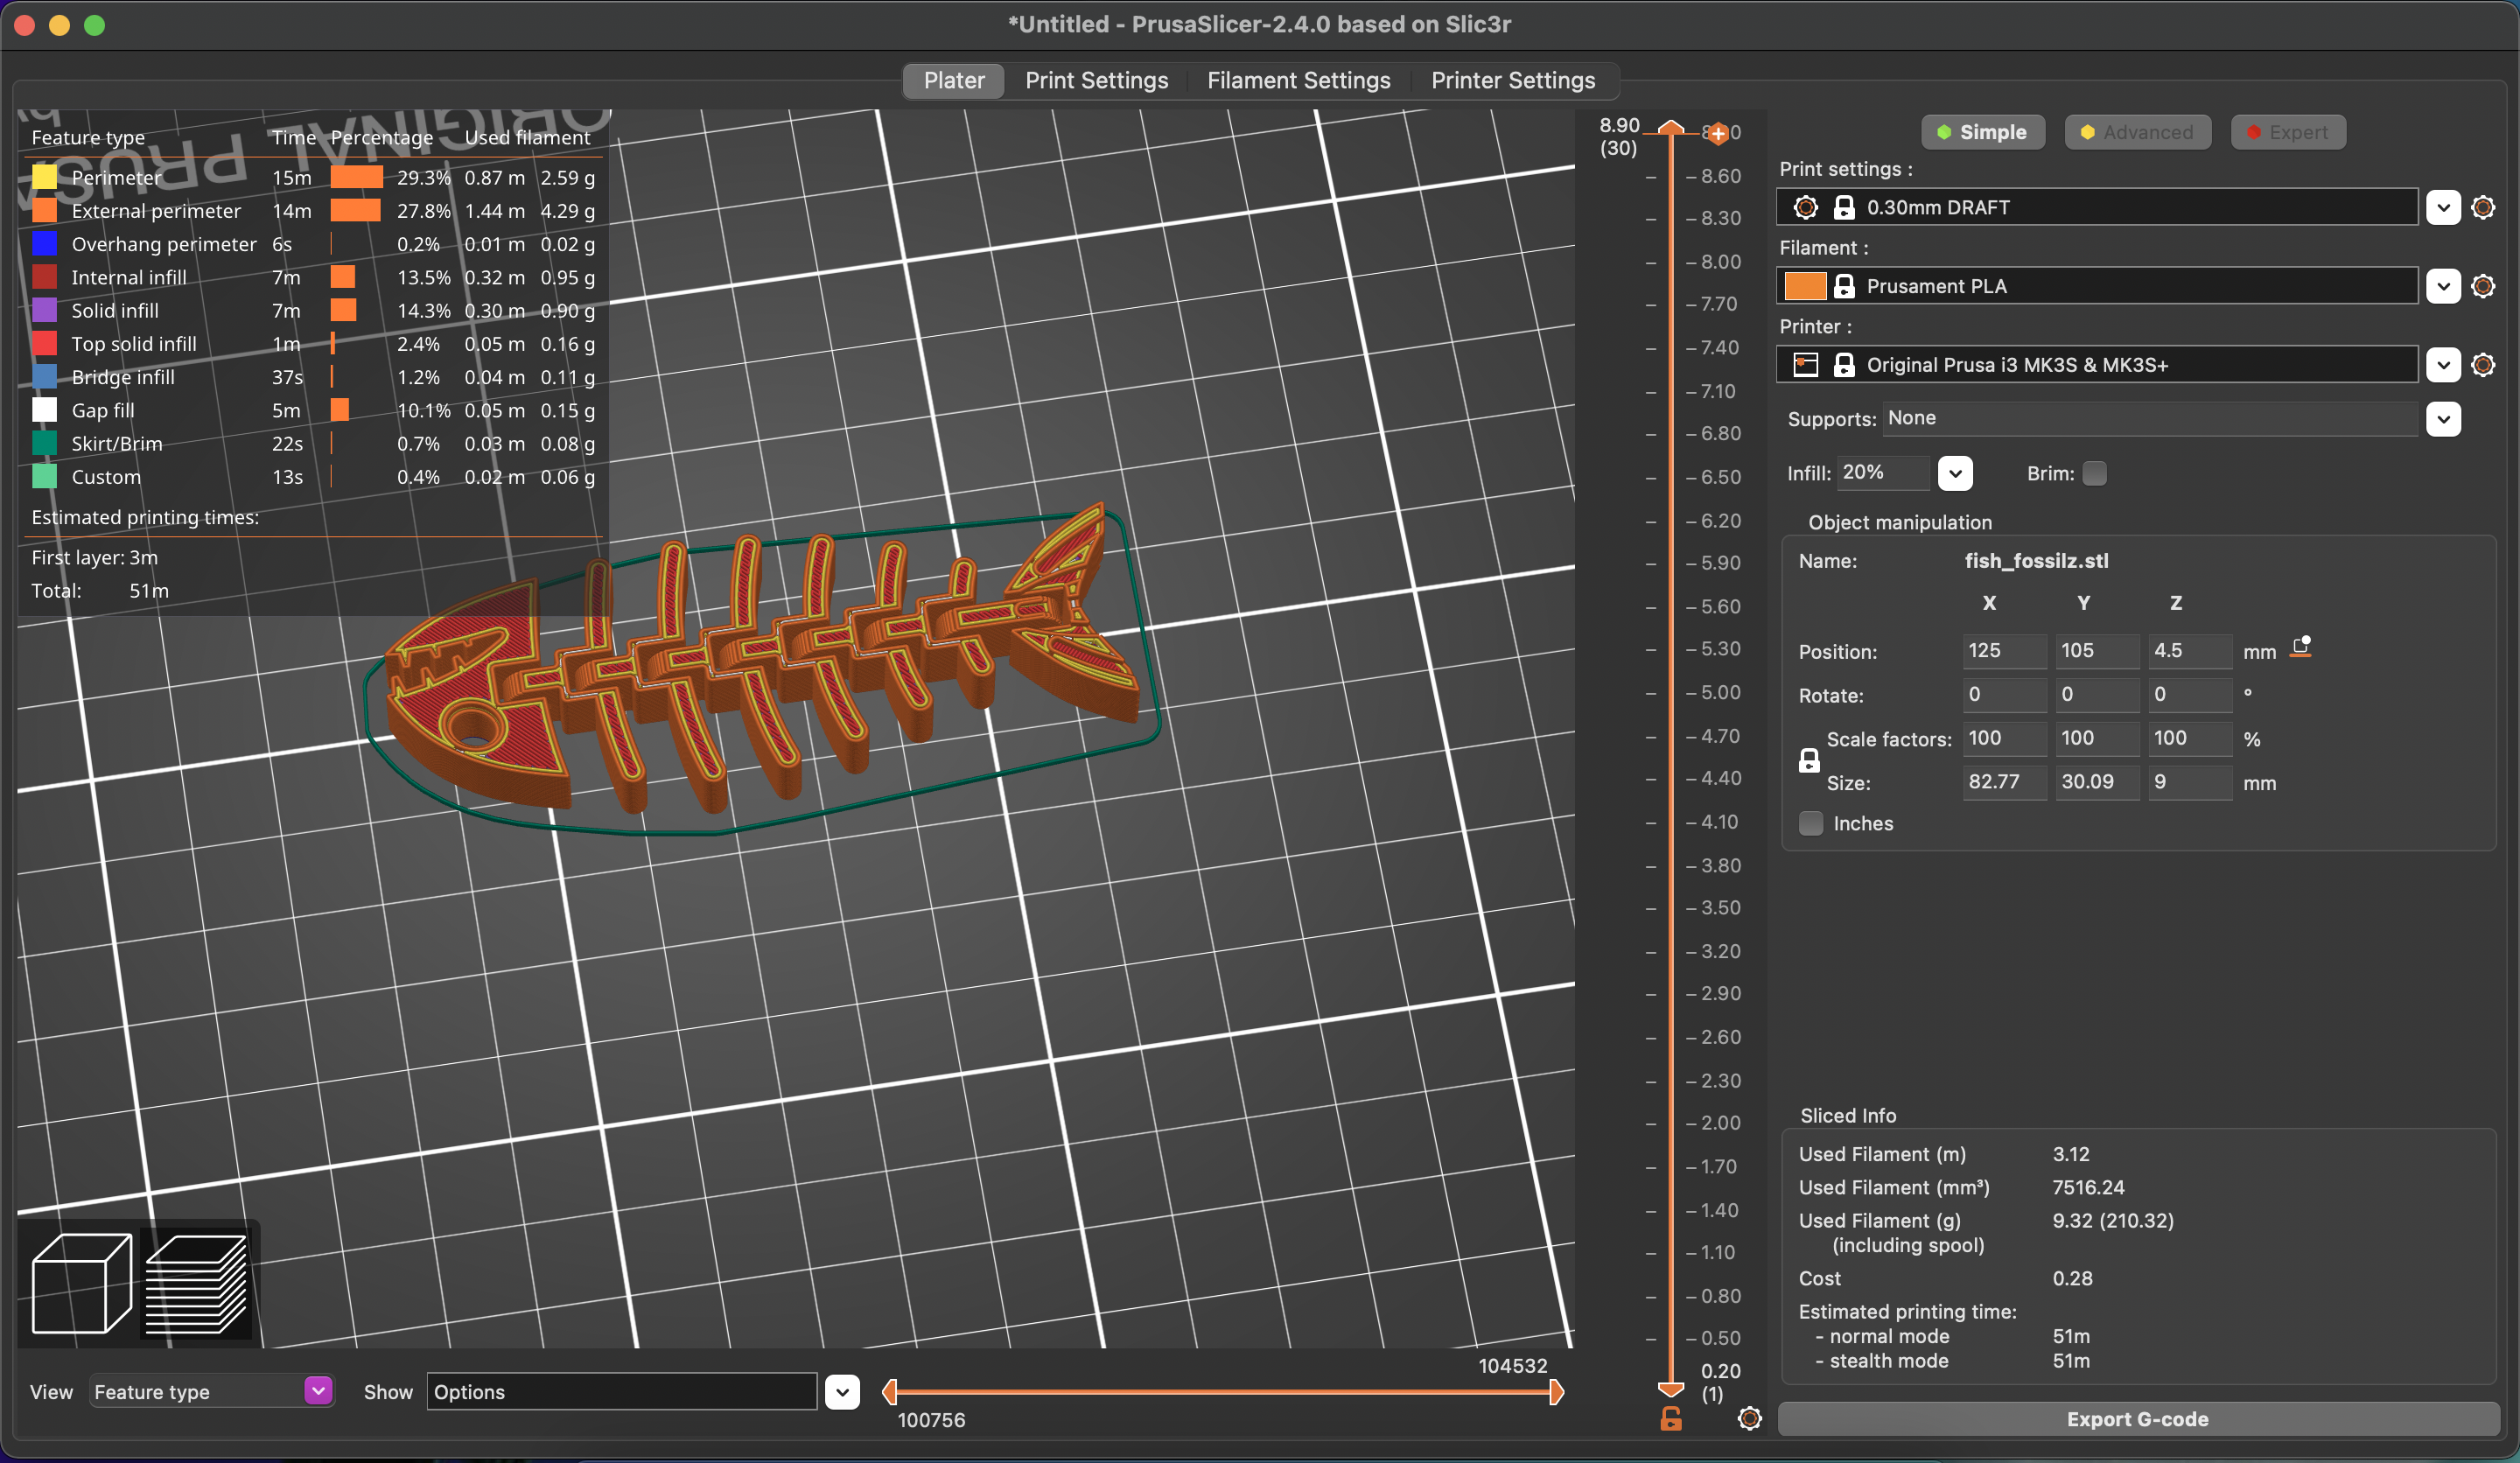 *Untitled - PrusaSlicer-2.4.0 based on Slic3r
Plater Print Settings Filament Settings Printer Settings
ORIGINAL PRUSA
Feature type Time Percentage Used filament
Perimeter 15m 29.3% 0.87 m 2.59 g
External perimeter 14m 27.8% 1.44 m 4.29 g
Overhang perimeter 6s 0.2% 0.01 m 0.02 g
Internal infill 7m 13.5% 0.32 m 0.95 g
Solid infill 7m 14.3% 0.30 m 0.90 g
Top solid infill 1m 2.4% 0.05 m 0.16 g
Bridge infill 37s 1.2% 0.04 m 0.11 g
Gap fill 5m 10.1% 0.05 m 0.15 g
Skirt/Brim 22s 0.7% 0.03 m 0.08 g
Custom 13s 0.4% 0.02 m 0.06 g
Estimated printing times:
First layer: 3m
Total: 51m
View Feature type Show Options
104532
100756
8.90
(30)
8.60
8.30
8.00
7.70
7.40
7.10
6.80
6.50
6.20
5.90
5.60
5.30
5.00
4.70
4.40
4.10
3.80
3.50
3.20
2.90
2.60
2.30
2.00
1.70
1.40
1.10
0.80
0.50
0.20
(1)
Simple Advanced Expert
Print settings :
0.30mm DRAFT
Filament :
Prusament PLA
Printer :
Original Prusa i3 MK3S & MK3S+
Supports: None
Infill: 20% Brim:
Object manipulation
Name: fish_fossilz.stl
X Y Z
Position: 125 105 4.5 mm
Rotate: 0 0 0 °
Scale factors: 100 100 100 %
Size: 82.77 30.09 9 mm
Inches
Sliced Info
Used Filament (m) 3.12
Used Filament (mm³) 7516.24
Used Filament (g) 9.32 (210.32)
(including spool)
Cost 0.28
Estimated printing time:
- normal mode 51m
- stealth mode 51m
Export G-code